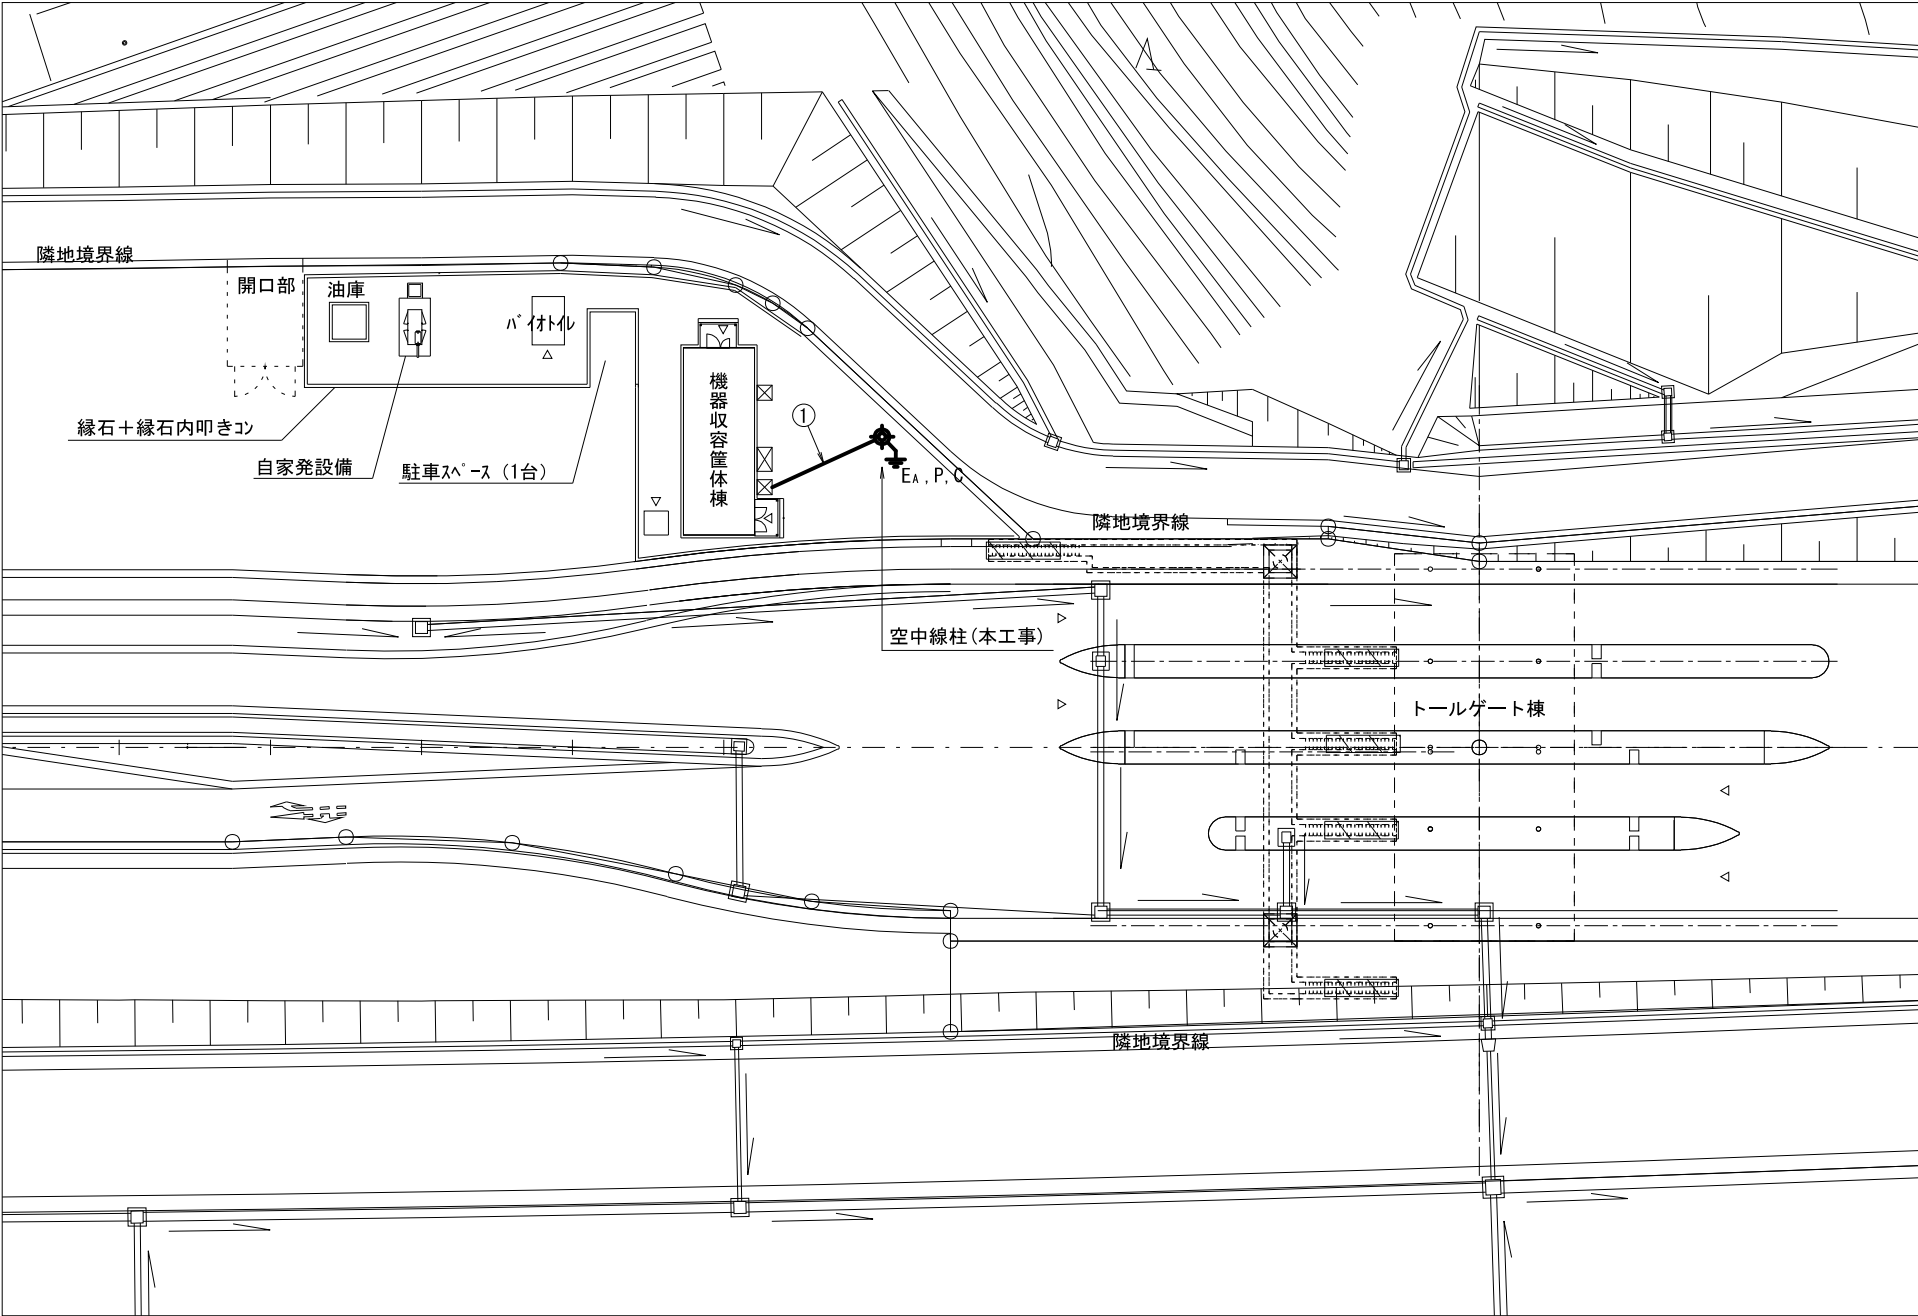 隣地境界線
開口部
油庫
バイオトイレ
機器収容筐体棟
①
縁石＋縁石内叩きコン
自家発設備
駐車スペース（1台）
EA,P,C
隣地境界線
空中線柱(本工事)
トールゲート棟
隣地境界線